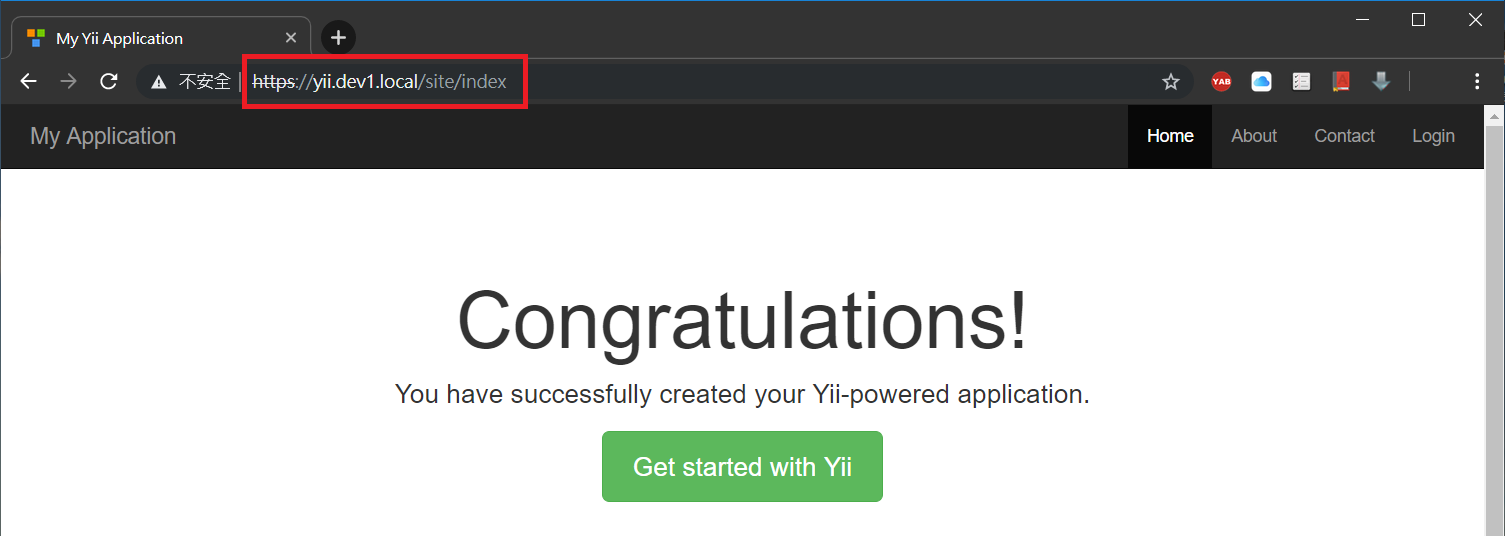 My Yii Application
不安全 | https://yii.dev1.local/site/index
YAB
My Application
Home About Contact Login
Congratulations!
You have successfully created your Yii-powered application.
Get started with Yii